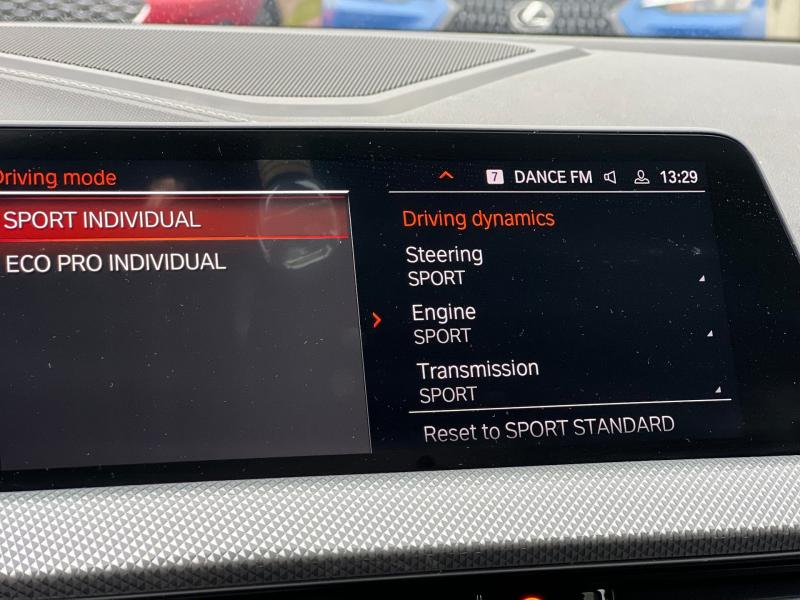 Driving mode
7 DANCE FM 13:29
SPORT INDIVIDUAL
ECO PRO INDIVIDUAL
Driving dynamics
Steering
SPORT
Engine
SPORT
Transmission
SPORT
Reset to SPORT STANDARD